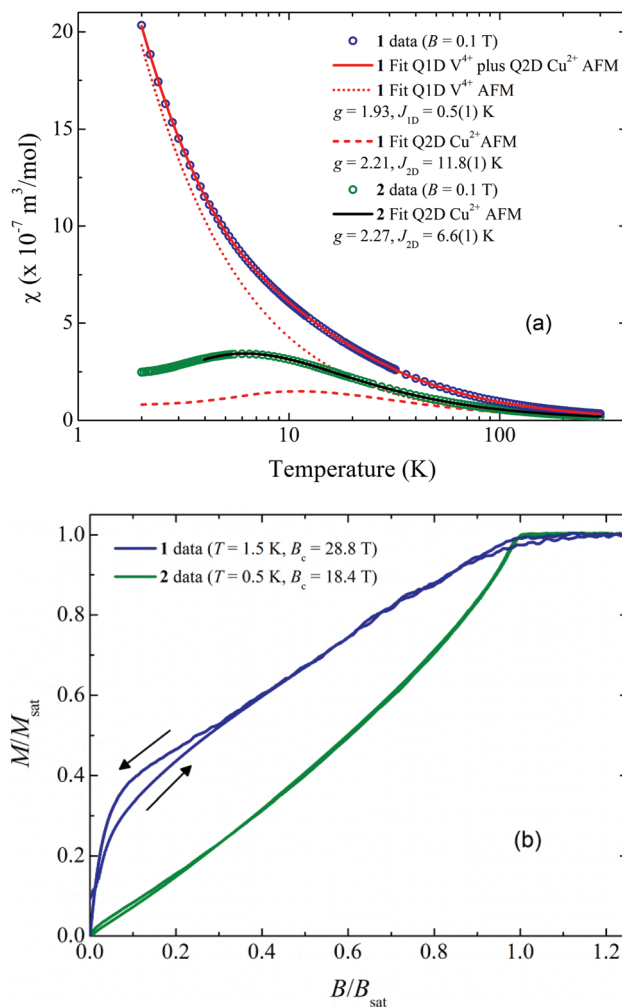 20
15
10
5
0
χ (x 10⁻⁷ m³/mol)
1 data (B = 0.1 T)
1 Fit Q1D V⁴⁺ plus Q2D Cu²⁺ AFM
1 Fit Q1D V⁴⁺ AFM
g = 1.93, J₁D = 0.5(1) K
1 Fit Q2D Cu²⁺AFM
g = 2.21, J₂D = 11.8(1) K
2 data (B = 0.1 T)
2 Fit Q2D Cu²⁺ AFM
g = 2.27, J₂D = 6.6(1) K
(a)
1 10 100
Temperature (K)
1.0
0.8
0.6
0.4
0.2
0.0
M/Msat
1 data (T = 1.5 K, Bc = 28.8 T)
2 data (T = 0.5 K, Bc = 18.4 T)
(b)
0.0 0.2 0.4 0.6 0.8 1.0 1.2
B/Bsat